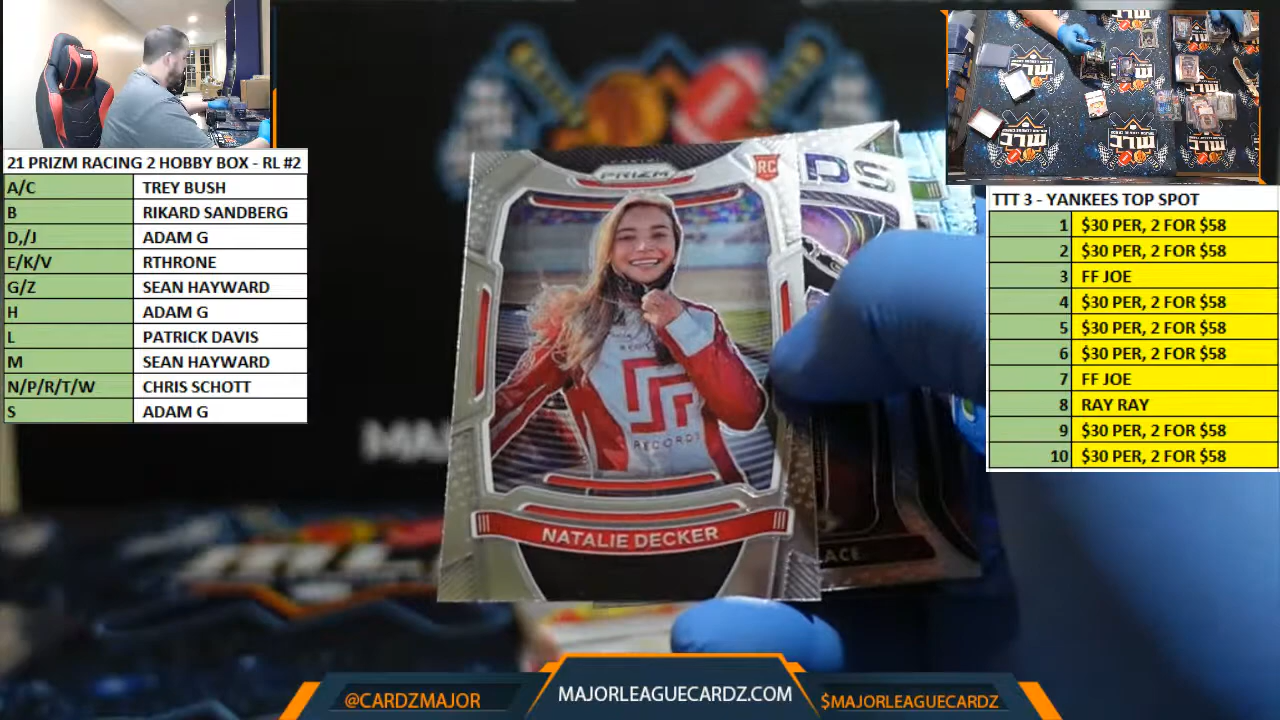 21 PRIZM RACING 2 HOBBY BOX - RL #2
A/C TREY BUSH
B RIKARD SANDBERG
D,/J ADAM G
E/K/V RTHRONE
G/Z SEAN HAYWARD
H ADAM G
L PATRICK DAVIS
M SEAN HAYWARD
N/P/R/T/W CHRIS SCHOTT
S ADAM G
PRIZM
RC
DS
RECORDS
NATALIE DECKER
LACE
TTT 3 - YANKEES TOP SPOT
1 $30 PER, 2 FOR $58
2 $30 PER, 2 FOR $58
3 FF JOE
4 $30 PER, 2 FOR $58
5 $30 PER, 2 FOR $58
6 $30 PER, 2 FOR $58
7 FF JOE
8 RAY RAY
9 $30 PER, 2 FOR $58
10 $30 PER, 2 FOR $58
@CARDZMAJOR
MAJORLEAGUECARDZ.COM
$MAJORLEAGUECARDZ